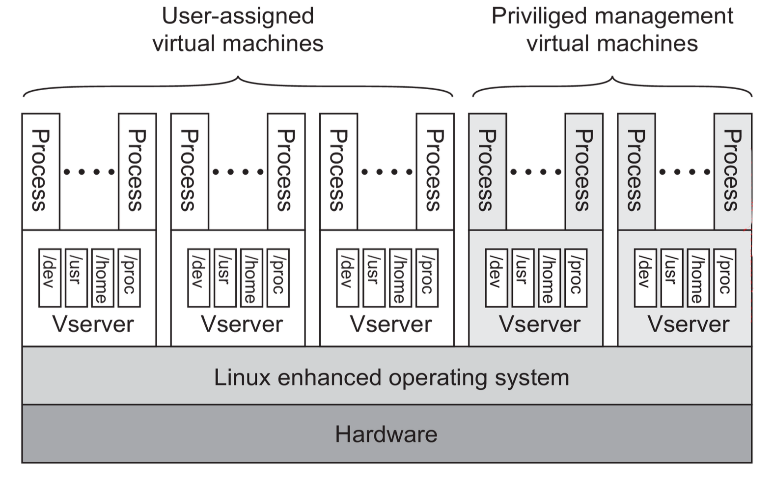 User-assigned
virtual machines
Priviliged management
virtual machines
Process
Process
Process
Process
Process
Process
Process
Process
Process
Process
/dev
/usr
/home
/proc
/dev
/usr
/home
/proc
/dev
/usr
/home
/proc
/dev
/usr
/home
/proc
/dev
/usr
/home
/proc
Vserver
Vserver
Vserver
Vserver
Vserver
Linux enhanced operating system
Hardware